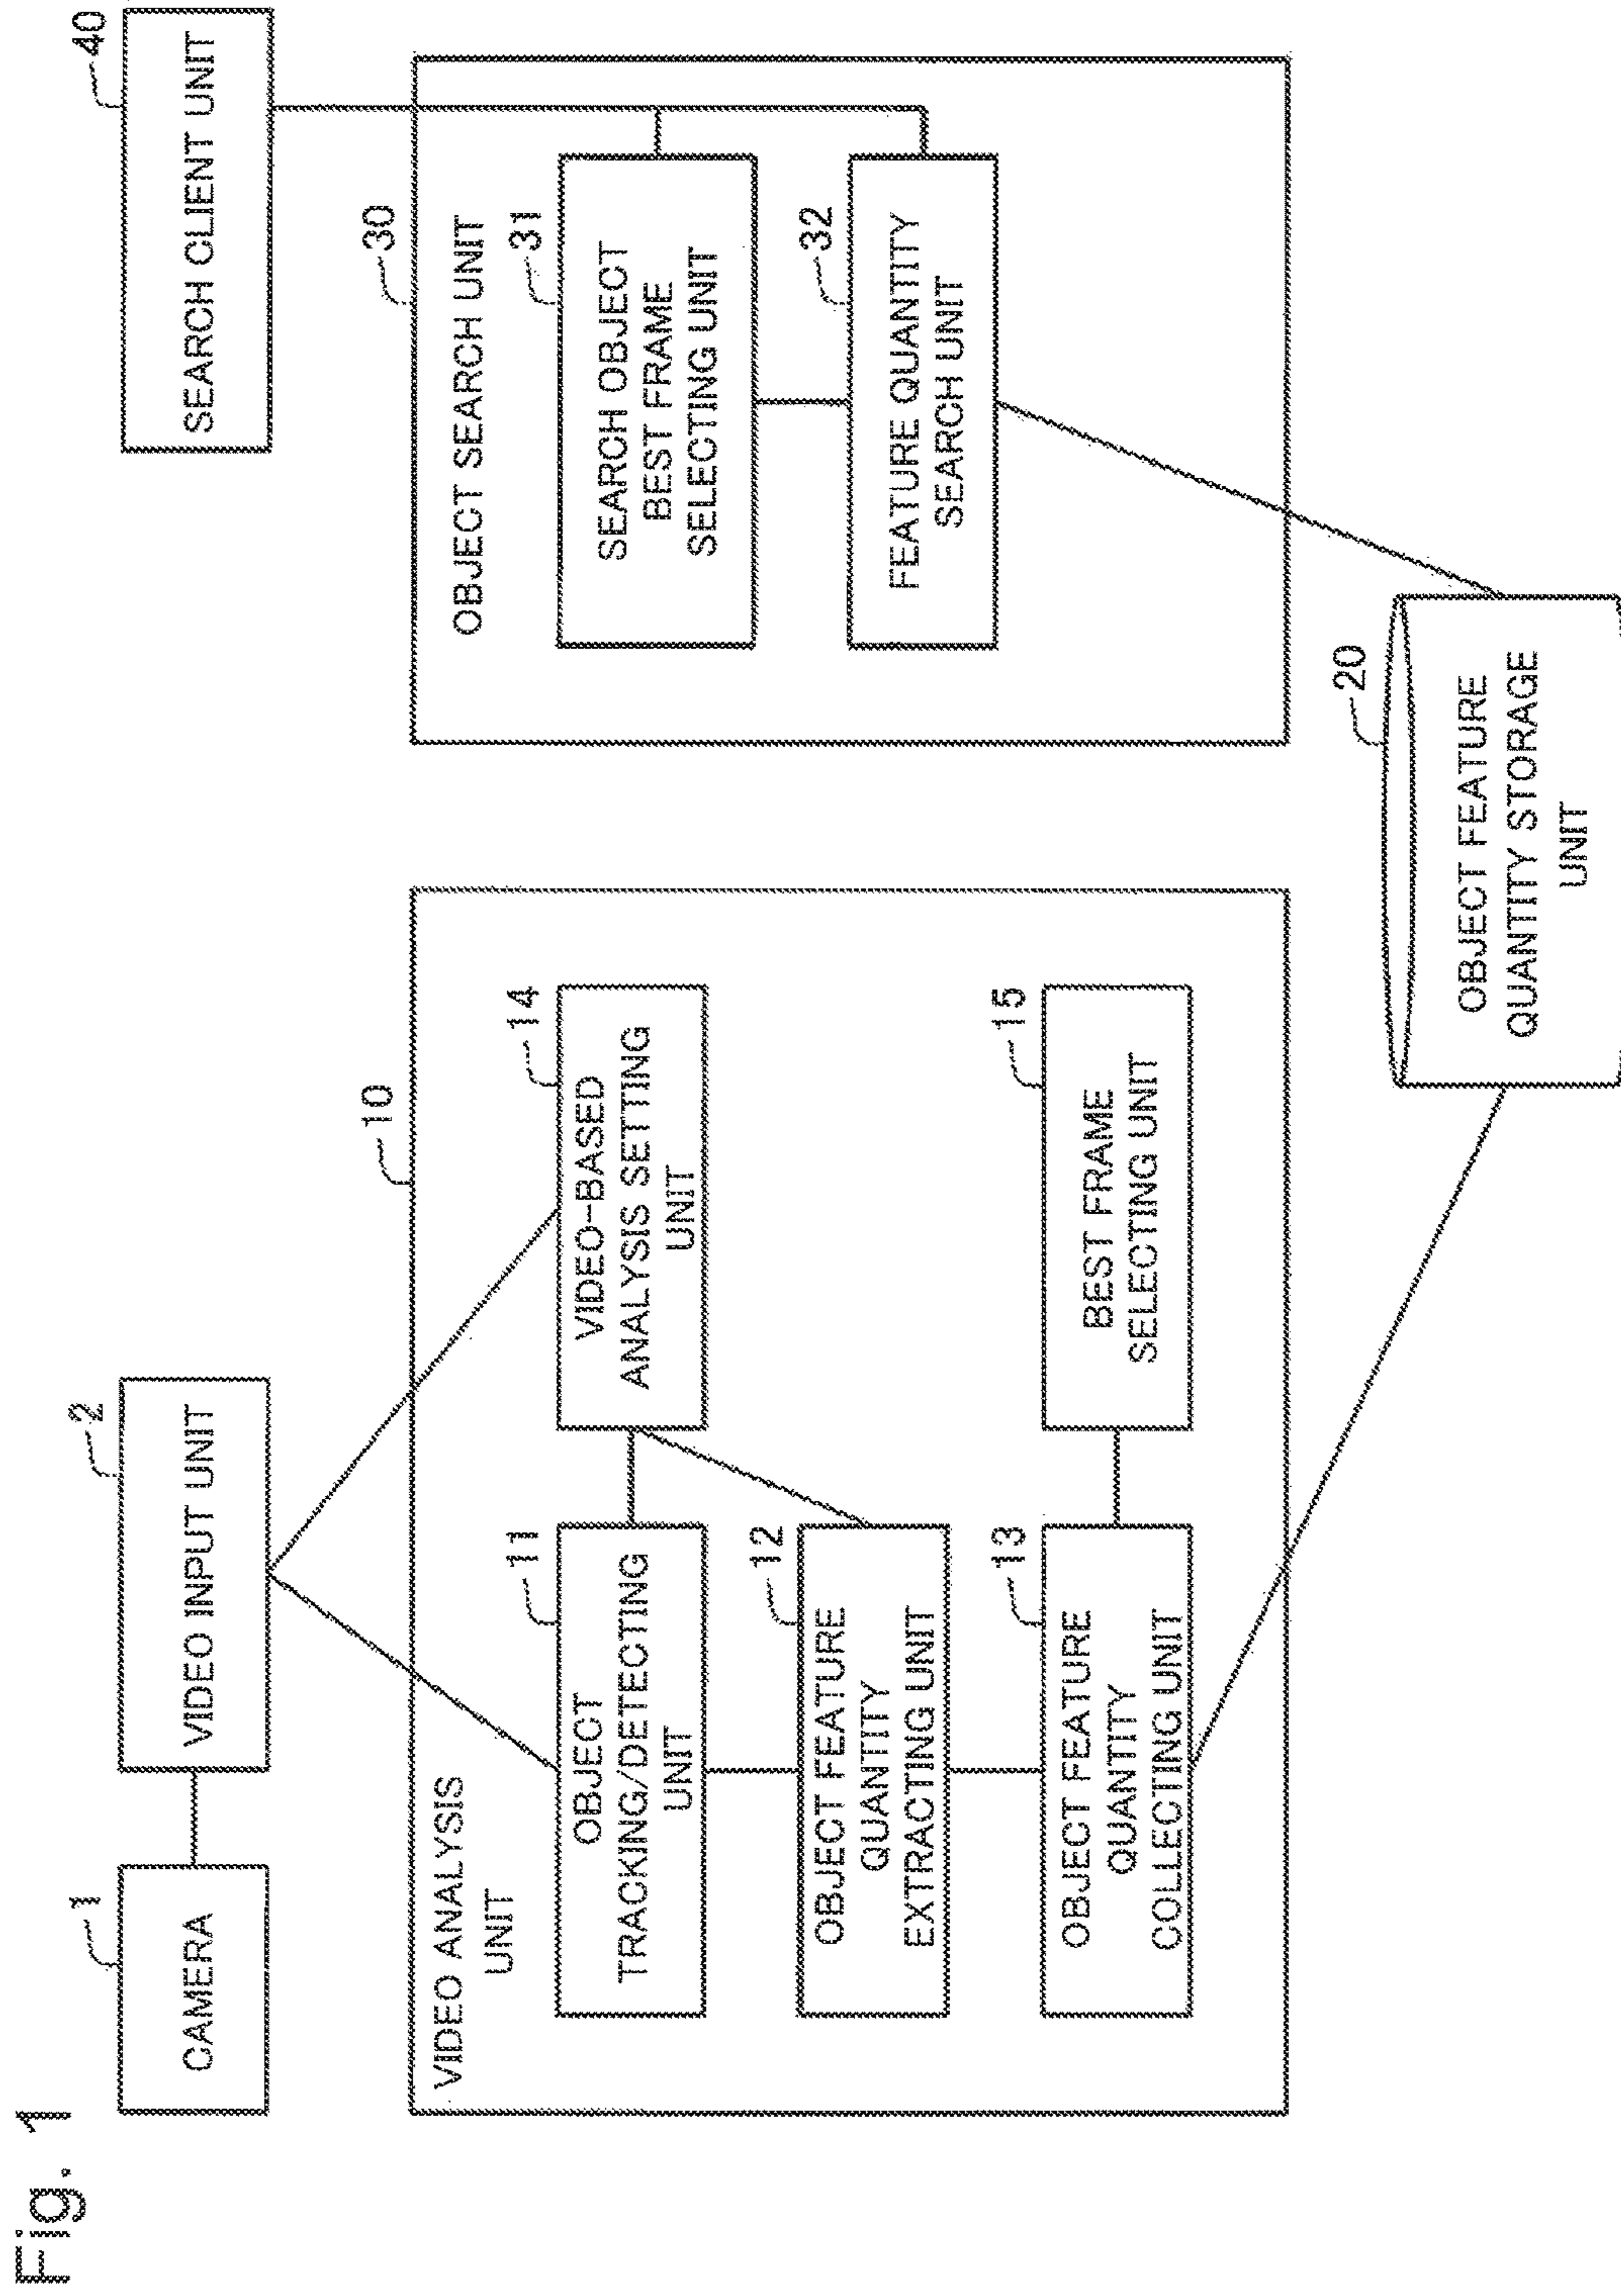 Fig. 1
1
CAMERA
2
VIDEO INPUT UNIT
40
SEARCH CLIENT UNIT
10
VIDEO ANALYSIS
UNIT
11
OBJECT
TRACKING/DETECTING
UNIT
14
VIDEO-BASED
ANALYSIS SETTING
UNIT
12
OBJECT FEATURE
QUANTITY
EXTRACTING UNIT
13
OBJECT FEATURE
QUANTITY
COLLECTING UNIT
15
BEST FRAME
SELECTING UNIT
30
OBJECT SEARCH UNIT
31
SEARCH OBJECT
BEST FRAME
SELECTING UNIT
32
FEATURE QUANTITY
SEARCH UNIT
20
OBJECT FEATURE
QUANTITY STORAGE
UNIT